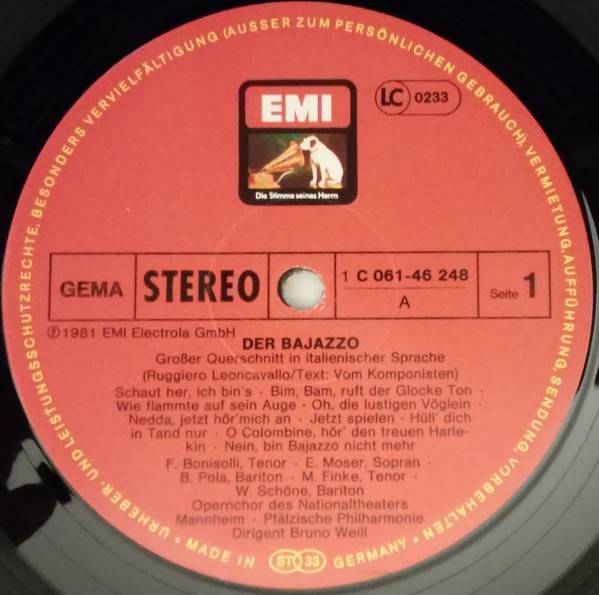 URHEBER- UND LEISTUNGSSCHUTZRECHTE, BESONDERS VERVIELFÄLTIGUNG (AUSSER ZUM PERSÖNLICHEN GEBRAUCH), VERMIETUNG, AUFFÜHRUNG, SENDUNG, VORBEHALTEN
EMI
LC 0233
Die Stimme seines Herrn
GEMA
STEREO
1 C 061-46 248
A
Seite 1
℗1981 EMI Electrola GmbH
DER BAJAZZO
Großer Querschnitt in italienischer Sprache
(Ruggiero Leoncavallo/Text: Vom Komponisten)
Schaut her, ich bin's · Bim, Bam, ruft der Glocke Ton ·
Wie flammte auf sein Auge · Oh, die lustigen Vöglein ·
Nedda, jetzt hör'mich an · Jetzt spielen · Hüll' dich
in Tand nur · O Colombine, hör' den treuen Harle-
kin · Nein, bin Bajazzo nicht mehr
F. Bonisolli, Tenor · E. Moser, Sopran ·
B. Pola, Bariton · M. Finke, Tenor ·
W. Schöne, Bariton
Opernchor des Nationaltheaters
Mannheim · Pfälzische Philharmonie
Dirigent Bruno Weill
· MADE IN ST 33 GERMANY ·